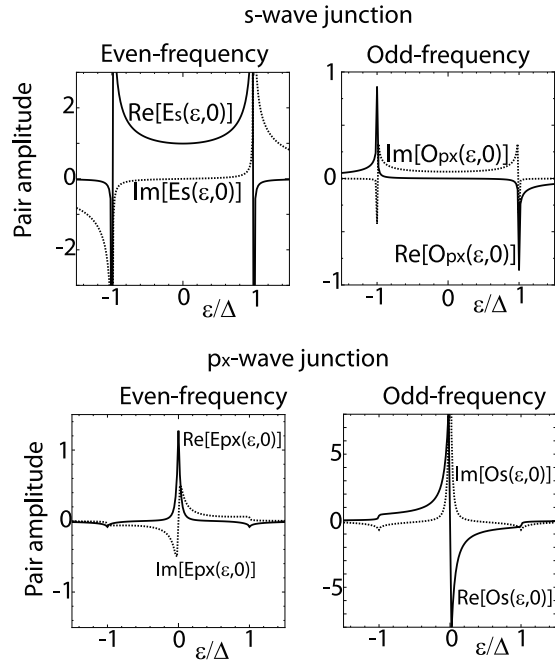 s-wave junction
Even-frequency
Odd-frequency
Pair amplitude
2
0
-2
Re[Es(ε,0)]
Im[Es(ε,0)]
-1
0
1
ε/Δ
1
0
-1
Im[Opx(ε,0)]
Re[Opx(ε,0)]
-1
0
1
ε/Δ
px-wave junction
Even-frequency
Odd-frequency
Pair amplitude
1
0
-1
Re[Epx(ε,0)]
Im[Epx(ε,0)]
-1
0
1
ε/Δ
5
0
-5
Im[Os(ε,0)]
Re[Os(ε,0)]
-1
0
1
ε/Δ